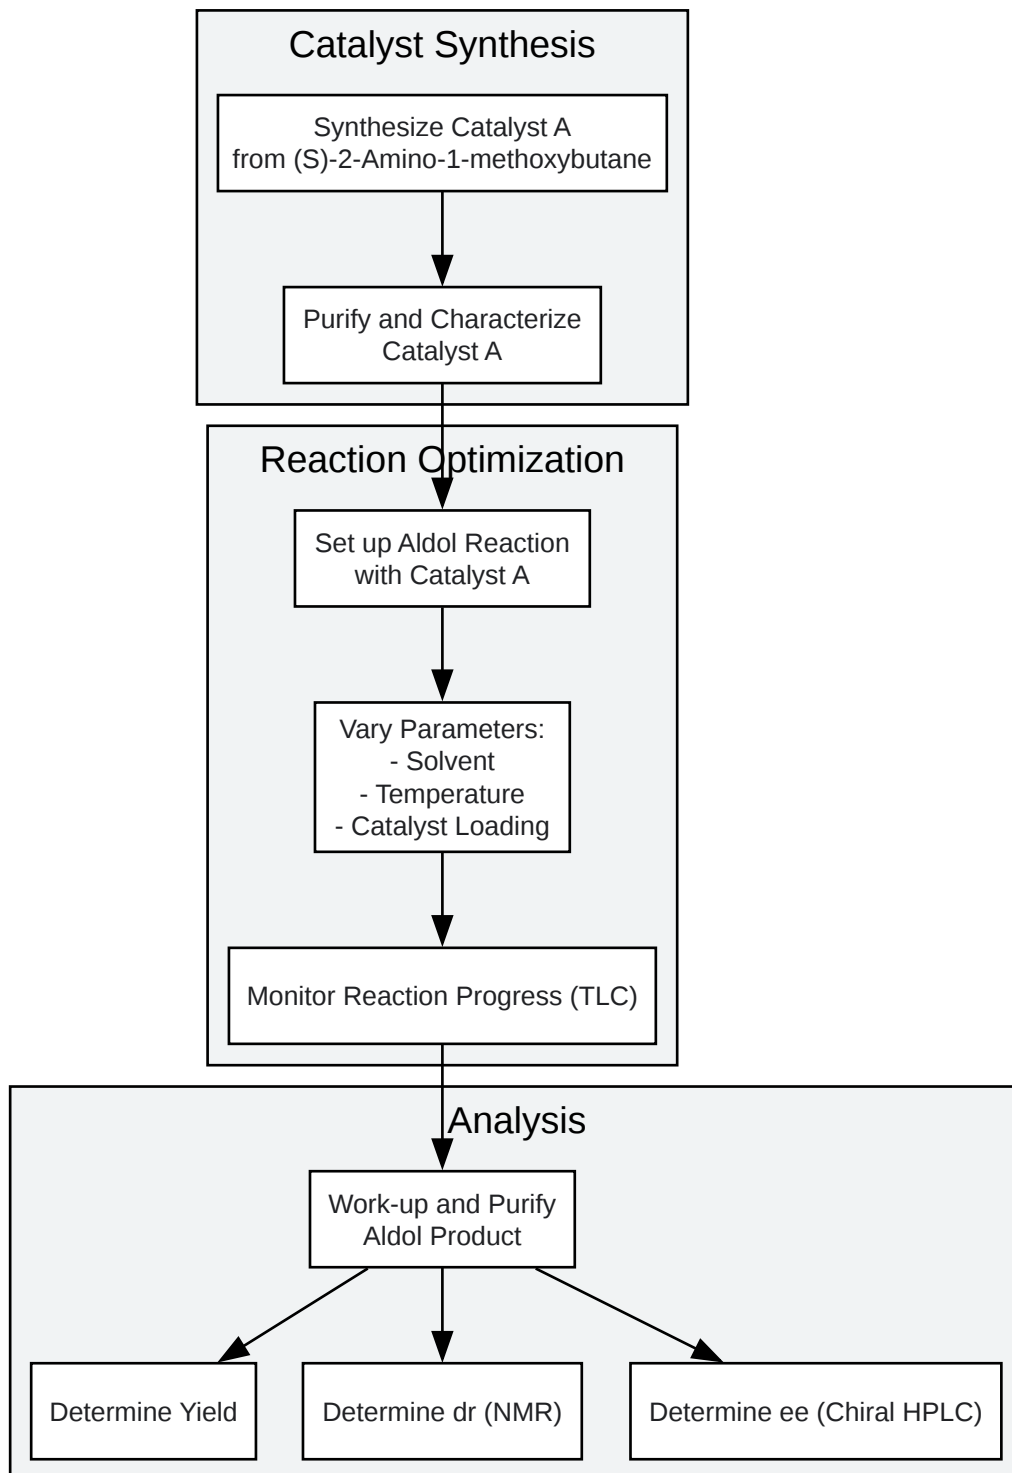 Catalyst Synthesis
Synthesize Catalyst A
from (S)-2-Amino-1-methoxybutane
Purify and Characterize
Catalyst A
Reaction Optimization
Set up Aldol Reaction
with Catalyst A
Vary Parameters:
- Solvent
- Temperature
- Catalyst Loading
Monitor Reaction Progress (TLC)
Analysis
Work-up and Purify
Aldol Product
Determine Yield
Determine dr (NMR)
Determine ee (Chiral HPLC)